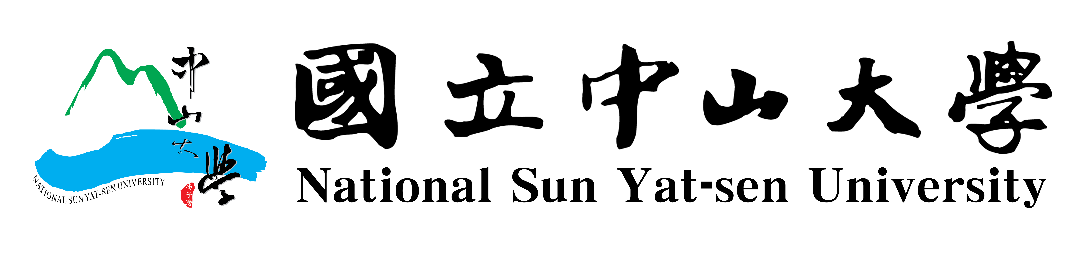 中山大學
NATIONAL SUN YAT-SEN UNIVERSITY
國立中山大學
National Sun Yat-sen University